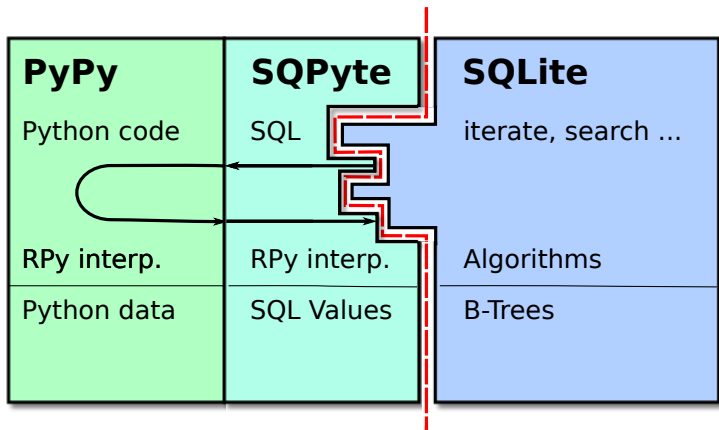 PyPy
Python code
RPy interp.
Python data
SQPyte
SQL
RPy interp.
SQL Values
SQLite
iterate, search ...
Algorithms
B-Trees